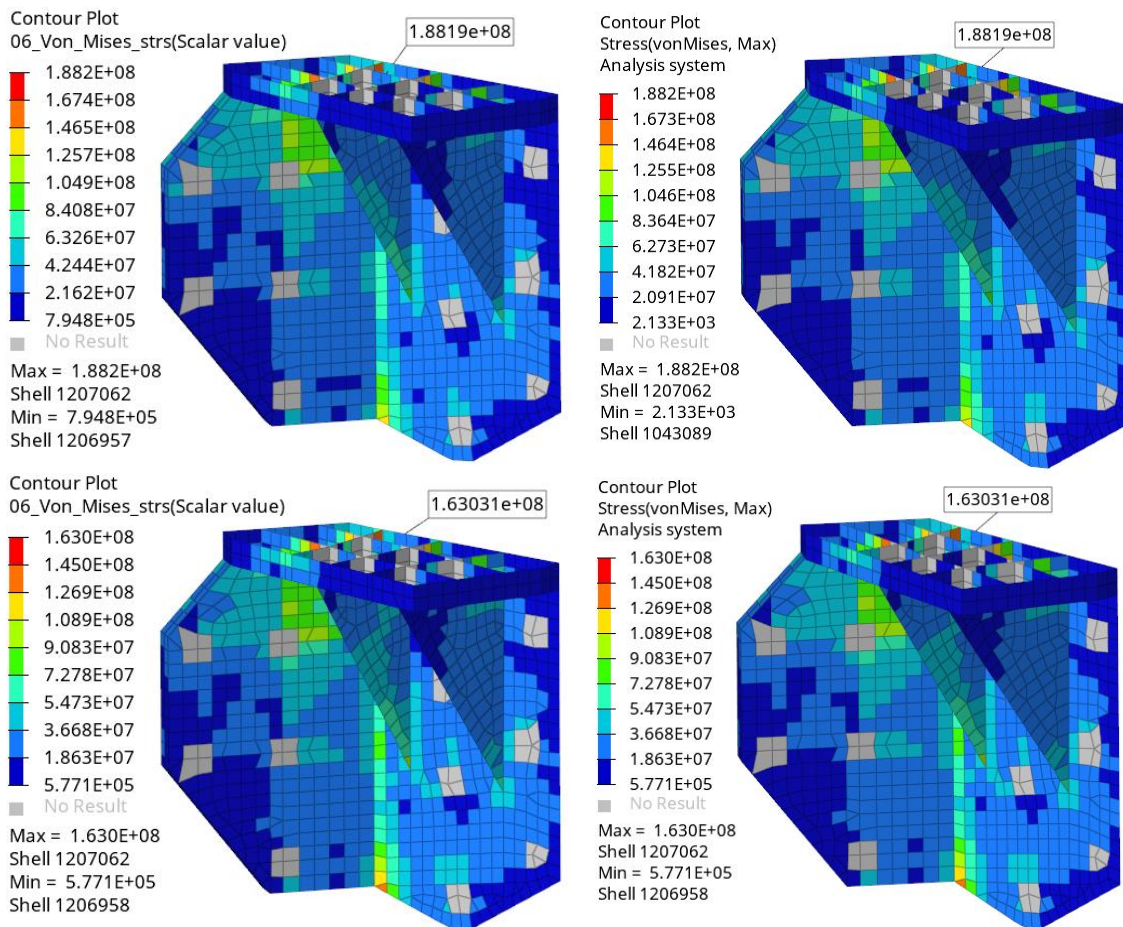 Contour Plot
06_Von_Mises_strs(Scalar value)
1.8819e+08
1.882E+08
1.674E+08
1.465E+08
1.257E+08
1.049E+08
8.408E+07
6.326E+07
4.244E+07
2.162E+07
7.948E+05
No Result
Max = 1.882E+08
Shell 1207062
Min = 7.948E+05
Shell 1206957
Contour Plot
Stress(vonMises, Max)
Analysis system
1.8819e+08
1.882E+08
1.673E+08
1.464E+08
1.255E+08
1.046E+08
8.364E+07
6.273E+07
4.182E+07
2.091E+07
2.133E+03
No Result
Max = 1.882E+08
Shell 1207062
Min = 2.133E+03
Shell 1043089
Contour Plot
06_Von_Mises_strs(Scalar value)
1.63031e+08
1.630E+08
1.450E+08
1.269E+08
1.089E+08
9.083E+07
7.278E+07
5.473E+07
3.668E+07
1.863E+07
5.771E+05
No Result
Max = 1.630E+08
Shell 1207062
Min = 5.771E+05
Shell 1206958
Contour Plot
Stress(vonMises, Max)
Analysis system
1.63031e+08
1.630E+08
1.450E+08
1.269E+08
1.089E+08
9.083E+07
7.278E+07
5.473E+07
3.668E+07
1.863E+07
5.771E+05
No Result
Max = 1.630E+08
Shell 1207062
Min = 5.771E+05
Shell 1206958